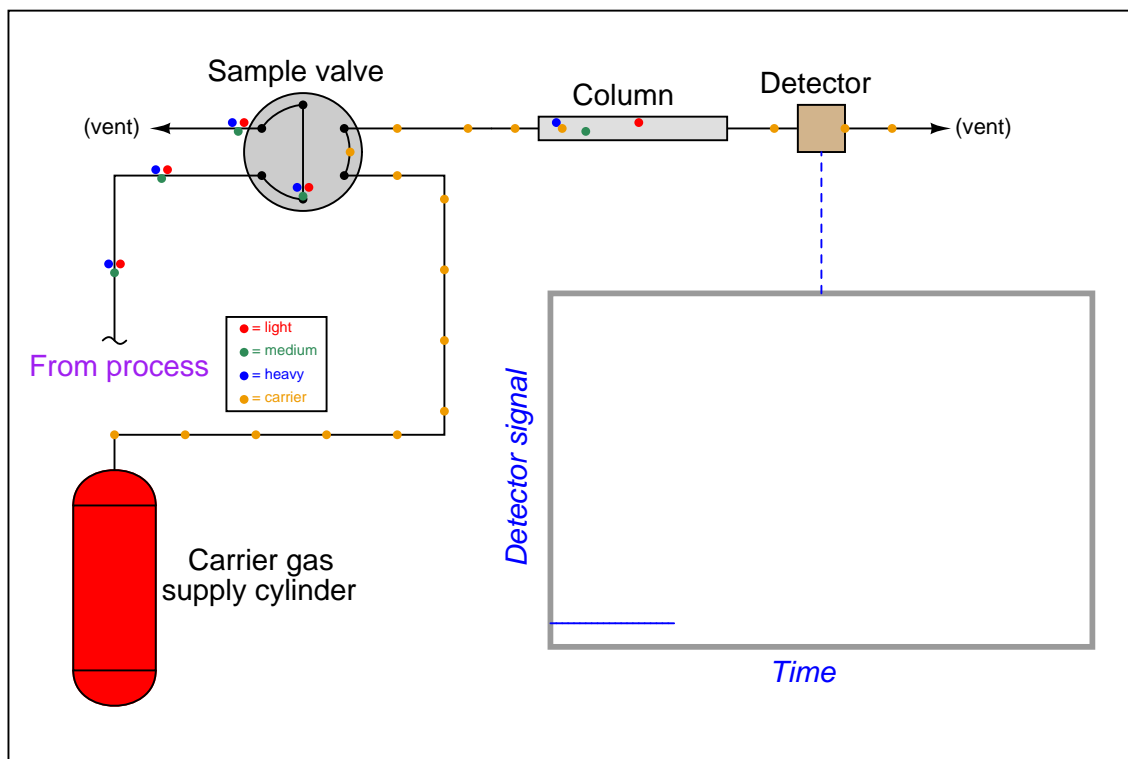 Sample valve
Column
Detector
(vent)
(vent)
= light
= medium
= heavy
= carrier
From process
Detector signal
Carrier gas
supply cylinder
Time